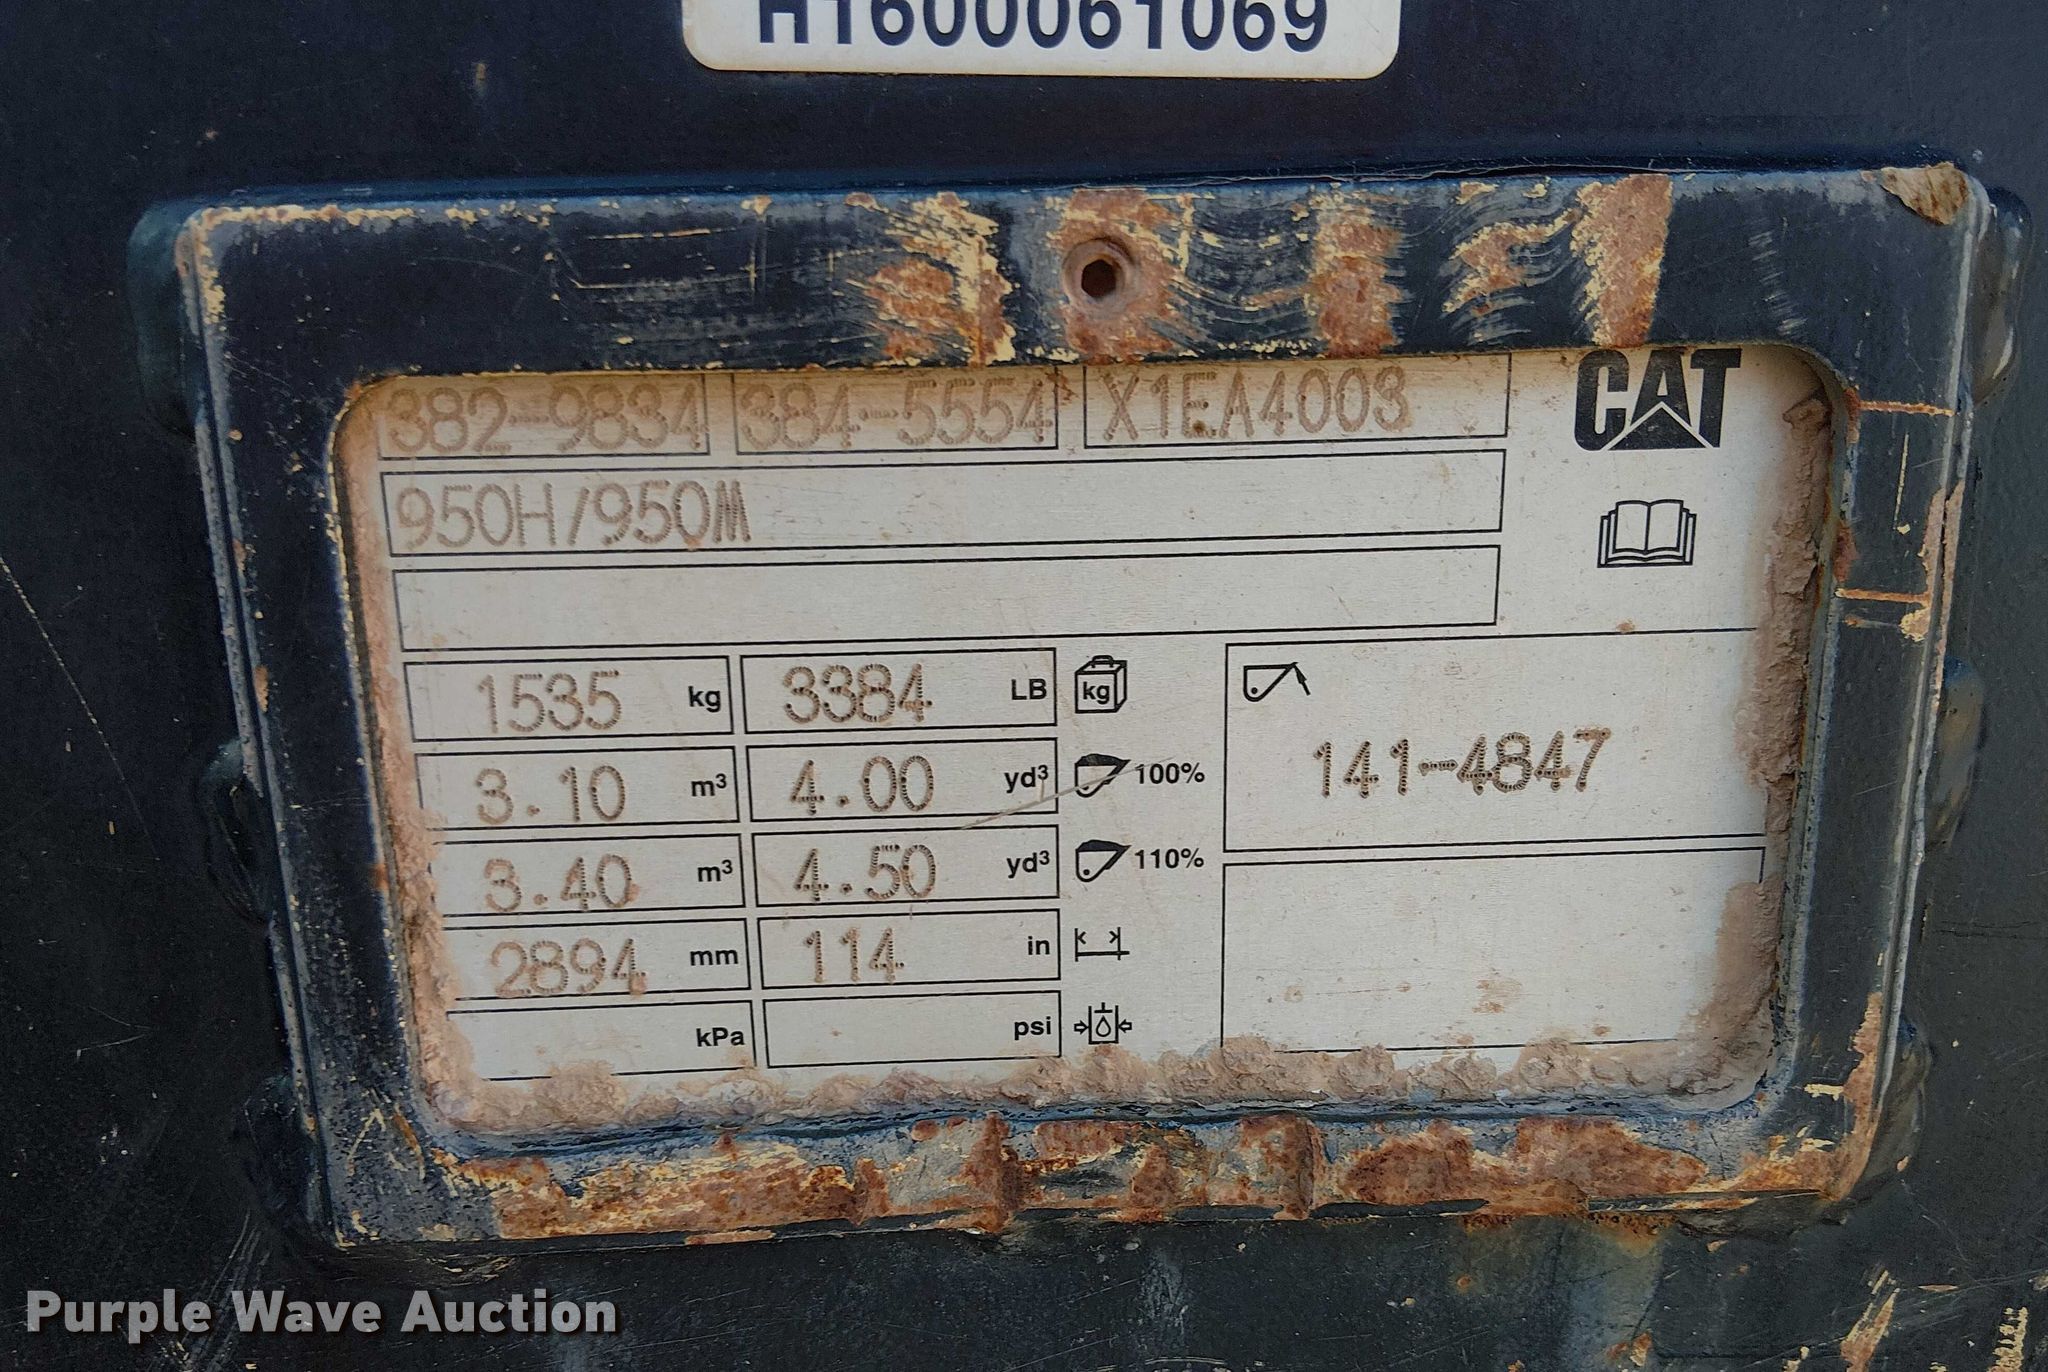 H1600061069
382-9834 384-5554 X1EA4003 CAT
950H/950M
1535 kg 3384 LB kg
3.10 m³ 4.00 yd³ 100%
141-4847
3.40 m³ 4.50 yd³ 110%
2894 mm 114 in
kPa psi
Purple Wave Auction